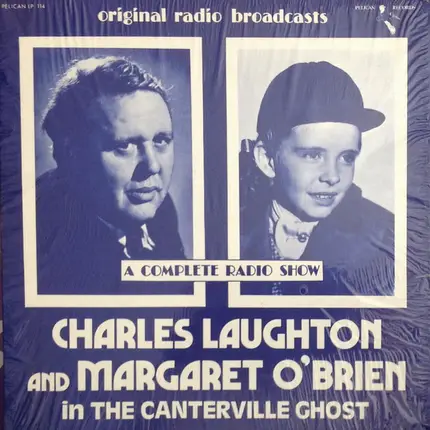 PELICAN LP 114
original radio broadcasts
PELICAN RECORDS
A COMPLETE RADIO SHOW
CHARLES LAUGHTON
AND MARGARET O'BRIEN
in THE CANTERVILLE GHOST